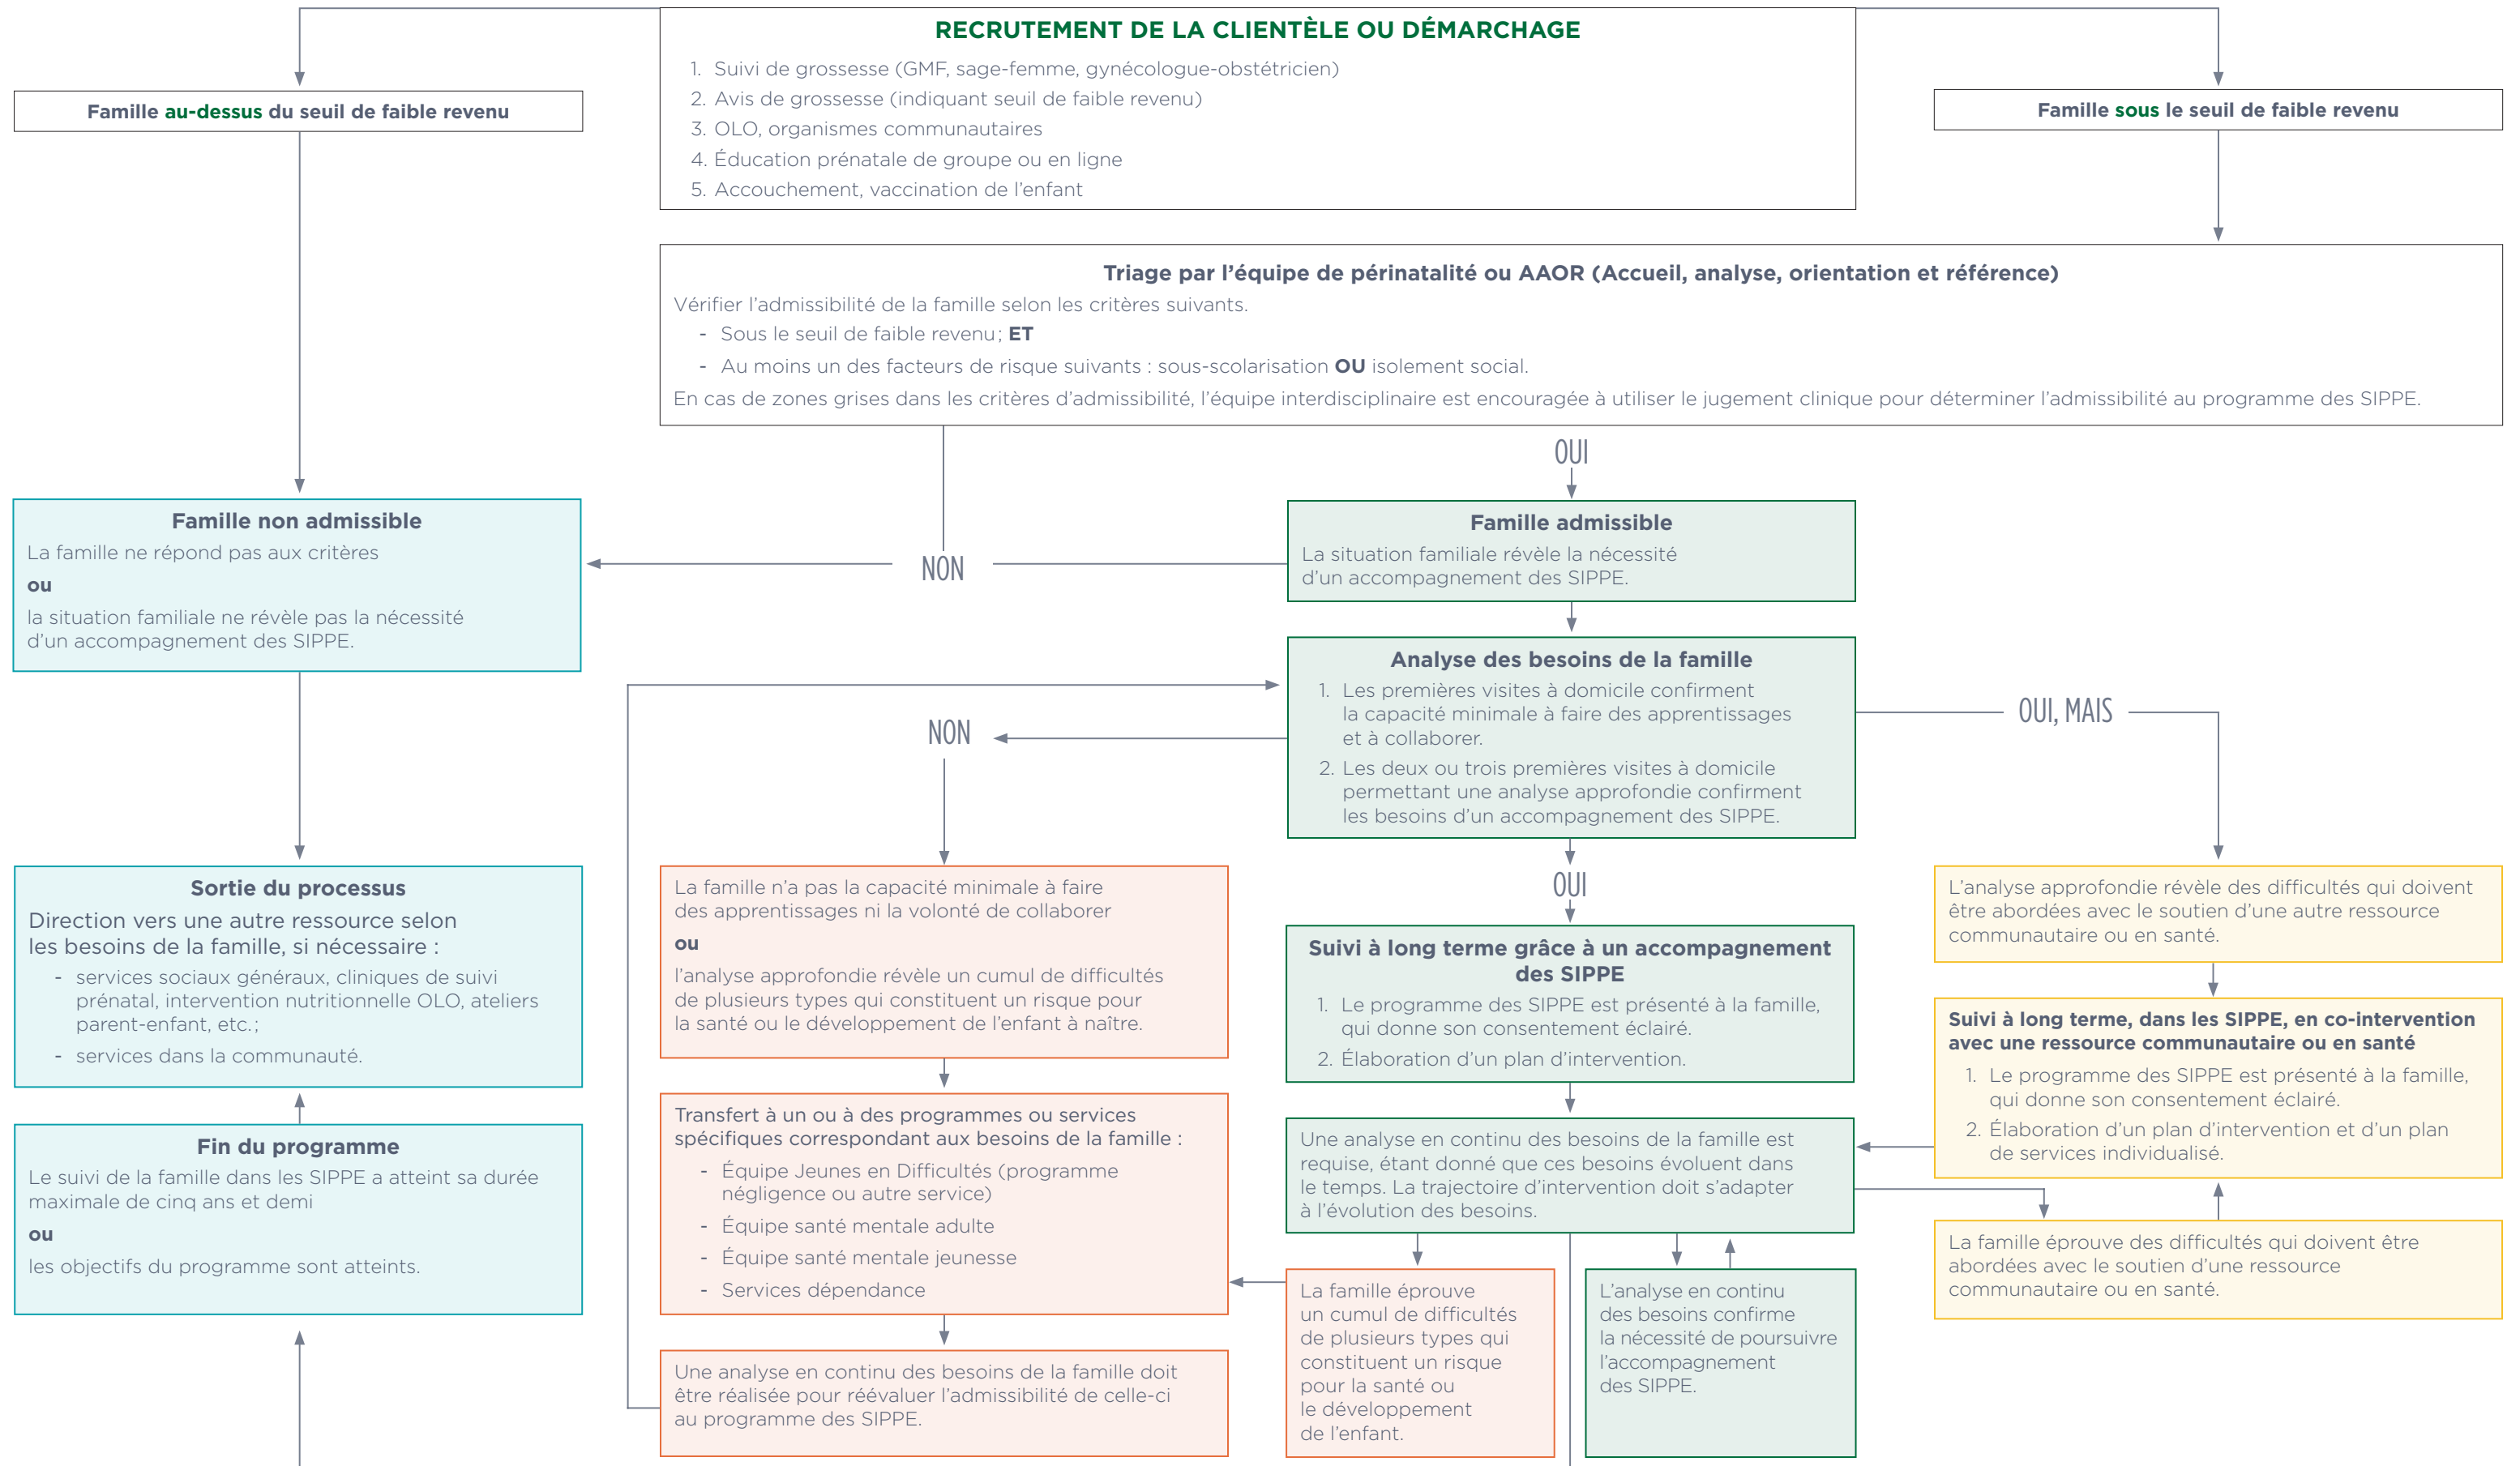 RECRUTEMENT DE LA CLIENTÈLE OU DÉMARCHAGE
1. Suivi de grossesse (GMF, sage-femme, gynécologue-obstétricien)
2. Avis de grossesse (indiquant seuil de faible revenu)
3. OLO, organismes communautaires
4. Éducation prénatale de groupe ou en ligne
5. Accouchement, vaccination de l'enfant
Famille au-dessus du seuil de faible revenu
Famille sous le seuil de faible revenu
Triage par l'équipe de périnatalité ou AAOR (Accueil, analyse, orientation et référence)
Vérifier l'admissibilité de la famille selon les critères suivants.
- Sous le seuil de faible revenu ; ET
- Au moins un des facteurs de risque suivants : sous-scolarisation OU isolement social.
En cas de zones grises dans les critères d'admissibilité, l'équipe interdisciplinaire est encouragée à utiliser le jugement clinique pour déterminer l'admissibilité au programme des SIPPE.
OUI
NON
Famille non admissible
La famille ne répond pas aux critères
ou
la situation familiale ne révèle pas la nécessité
d'un accompagnement des SIPPE.
Famille admissible
La situation familiale révèle la nécessité
d'un accompagnement des SIPPE.
Analyse des besoins de la famille
1. Les premières visites à domicile confirment
la capacité minimale à faire des apprentissages
et à collaborer.
2. Les deux ou trois premières visites à domicile
permettant une analyse approfondie confirment
les besoins d'un accompagnement des SIPPE.
NON
OUI, MAIS
OUI
Sortie du processus
Direction vers une autre ressource selon
les besoins de la famille, si nécessaire :
- services sociaux généraux, cliniques de suivi
prénatal, intervention nutritionnelle OLO, ateliers
parent-enfant, etc. ;
- services dans la communauté.
Fin du programme
Le suivi de la famille dans les SIPPE a atteint sa durée
maximale de cinq ans et demi
ou
les objectifs du programme sont atteints.
La famille n'a pas la capacité minimale à faire
des apprentissages ni la volonté de collaborer
ou
l'analyse approfondie révèle un cumul de difficultés
de plusieurs types qui constituent un risque pour
la santé ou le développement de l'enfant à naître.
Transfert à un ou à des programmes ou services
spécifiques correspondant aux besoins de la famille :
- Équipe Jeunes en Difficultés (programme
négligence ou autre service)
- Équipe santé mentale adulte
- Équipe santé mentale jeunesse
- Services dépendance
Une analyse en continu des besoins de la famille doit
être réalisée pour réévaluer l'admissibilité de celle-ci
au programme des SIPPE.
Suivi à long terme grâce à un accompagnement
des SIPPE
1. Le programme des SIPPE est présenté à la famille,
qui donne son consentement éclairé.
2. Élaboration d'un plan d'intervention.
Une analyse en continu des besoins de la famille est
requise, étant donné que ces besoins évoluent dans
le temps. La trajectoire d'intervention doit s'adapter
à l'évolution des besoins.
La famille éprouve
un cumul de difficultés
de plusieurs types qui
constituent un risque
pour la santé ou
le développement
de l'enfant.
L'analyse en continu
des besoins confirme
la nécessité de poursuivre
l'accompagnement
des SIPPE.
L'analyse approfondie révèle des difficultés qui doivent
être abordées avec le soutien d'une autre ressource
communautaire ou en santé.
Suivi à long terme, dans les SIPPE, en co-intervention
avec une ressource communautaire ou en santé
1. Le programme des SIPPE est présenté à la famille,
qui donne son consentement éclairé.
2. Élaboration d'un plan d'intervention et d'un plan
de services individualisé.
La famille éprouve des difficultés qui doivent être
abordées avec le soutien d'une ressource
communautaire ou en santé.